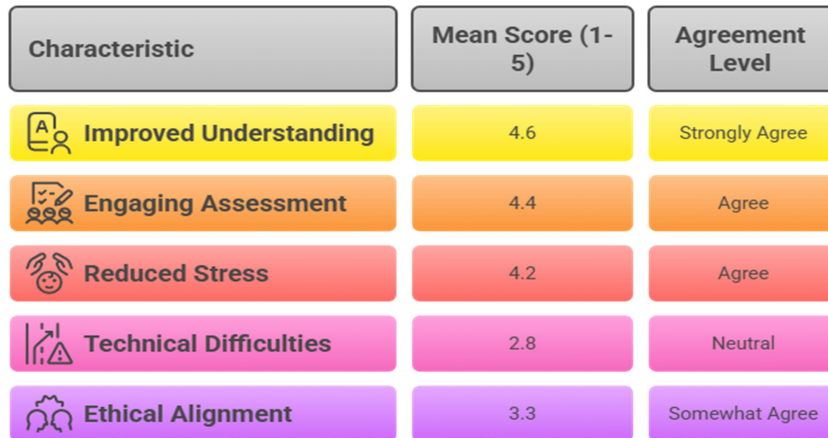 Characteristic
Mean Score (1-
5)
Agreement
Level
A
Improved Understanding
4.6
Strongly Agree
Engaging Assessment
4.4
Agree
Reduced Stress
4.2
Agree
Technical Difficulties
2.8
Neutral
Ethical Alignment
3.3
Somewhat Agree